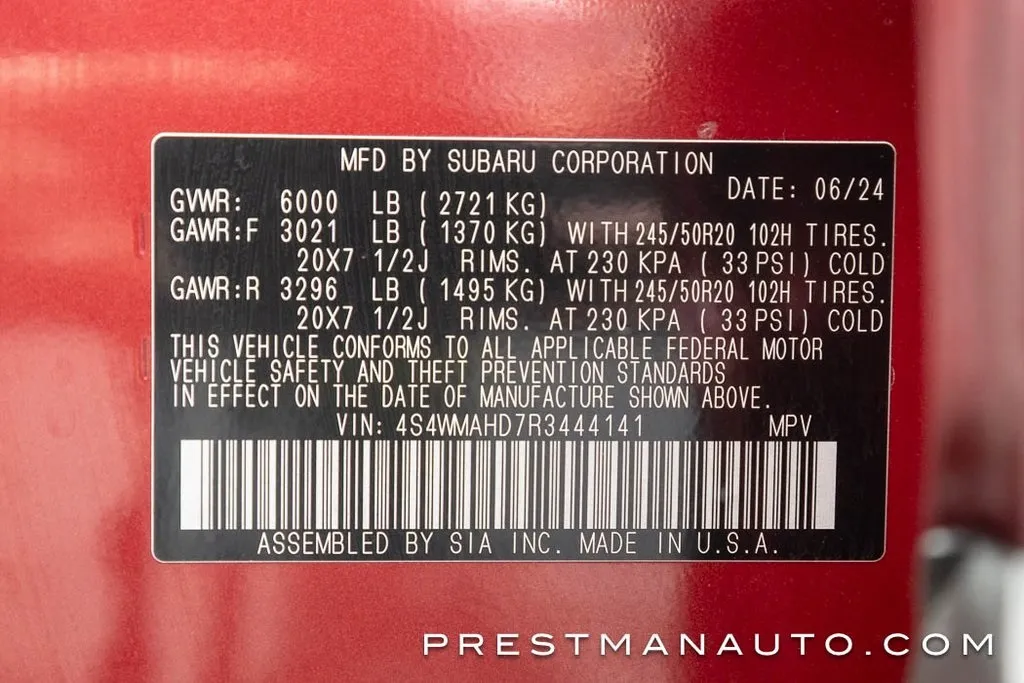 MFD BY SUBARU CORPORATION
DATE: 06/24
GVWR: 6000 LB ( 2721 KG)
GAWR:F 3021 LB ( 1370 KG) WITH 245/50R20 102H TIRES.
20X7 1/2J RIMS. AT 230 KPA ( 33 PSI) COLD
GAWR:R 3296 LB ( 1495 KG) WITH 245/50R20 102H TIRES.
20X7 1/2J RIMS. AT 230 KPA ( 33 PSI) COLD
THIS VEHICLE CONFORMS TO ALL APPLICABLE FEDERAL MOTOR
VEHICLE SAFETY AND THEFT PREVENTION STANDARDS
IN EFFECT ON THE DATE OF MANUFACTURE SHOWN ABOVE.
VIN: 4S4WMAHD7R3444141 MPV
ASSEMBLED BY SIA INC. MADE IN U.S.A.
PRESTMANAUTO.COM